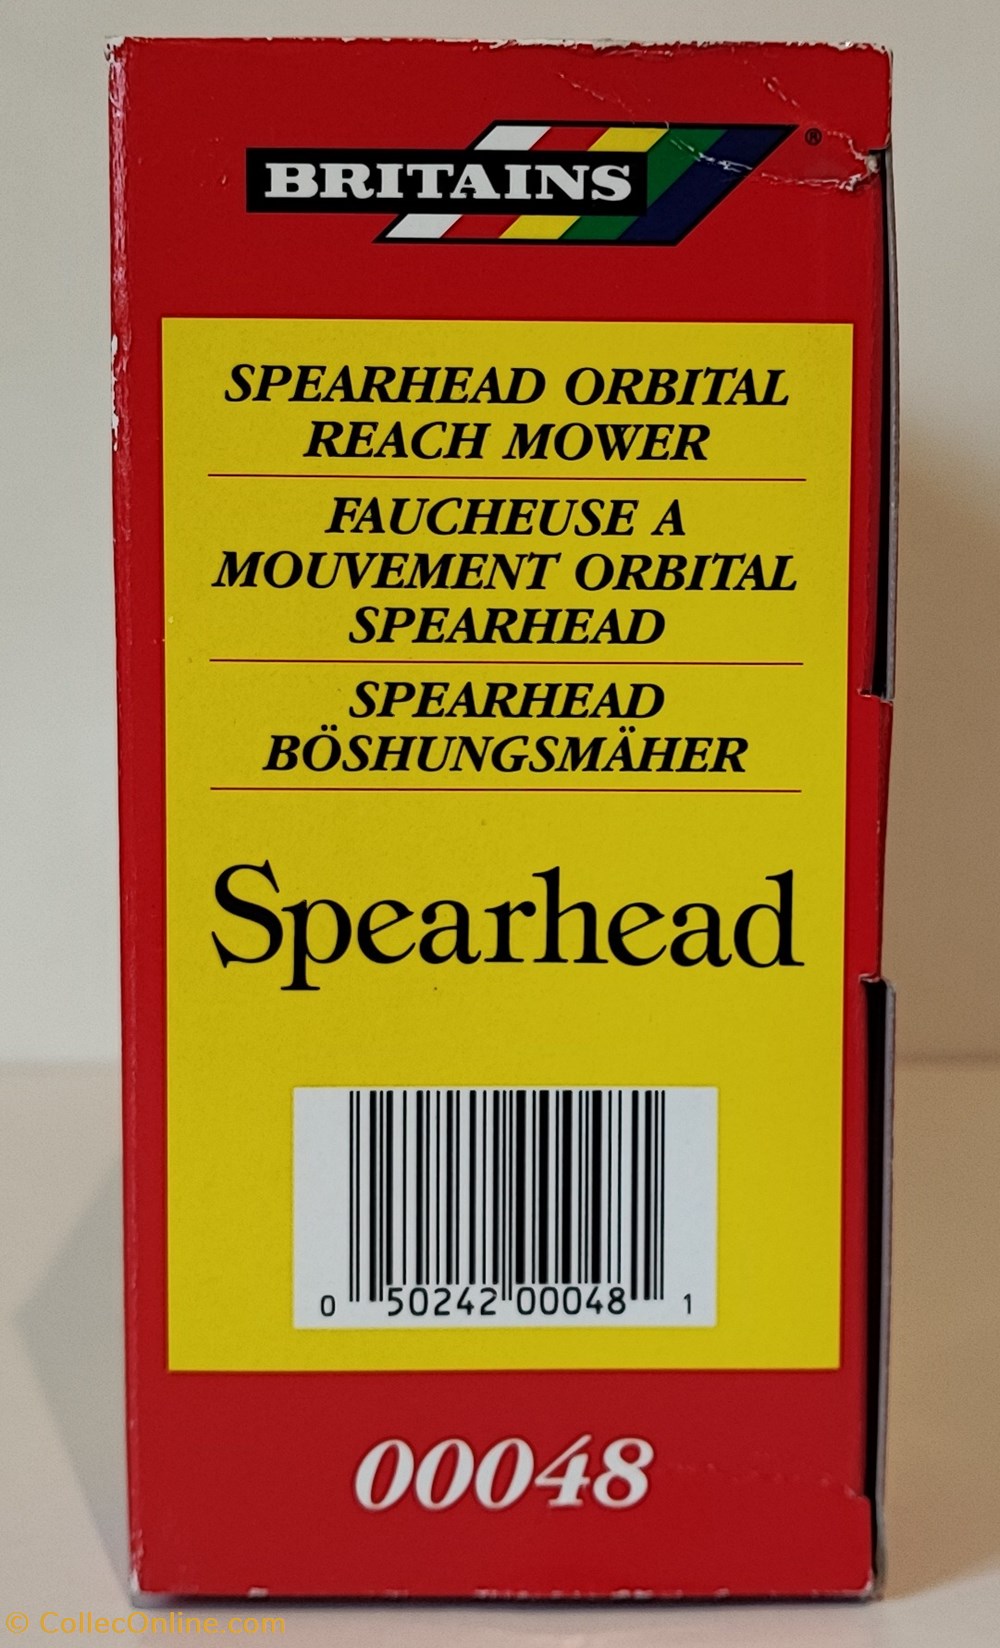 BRITAINS ®
SPEARHEAD ORBITAL
REACH MOWER
FAUCHEUSE A
MOUVEMENT ORBITAL
SPEARHEAD
SPEARHEAD
BÖSHUNGSMÄHER
Spearhead
0 50242 00048 1
00048
© CollecOnline.com